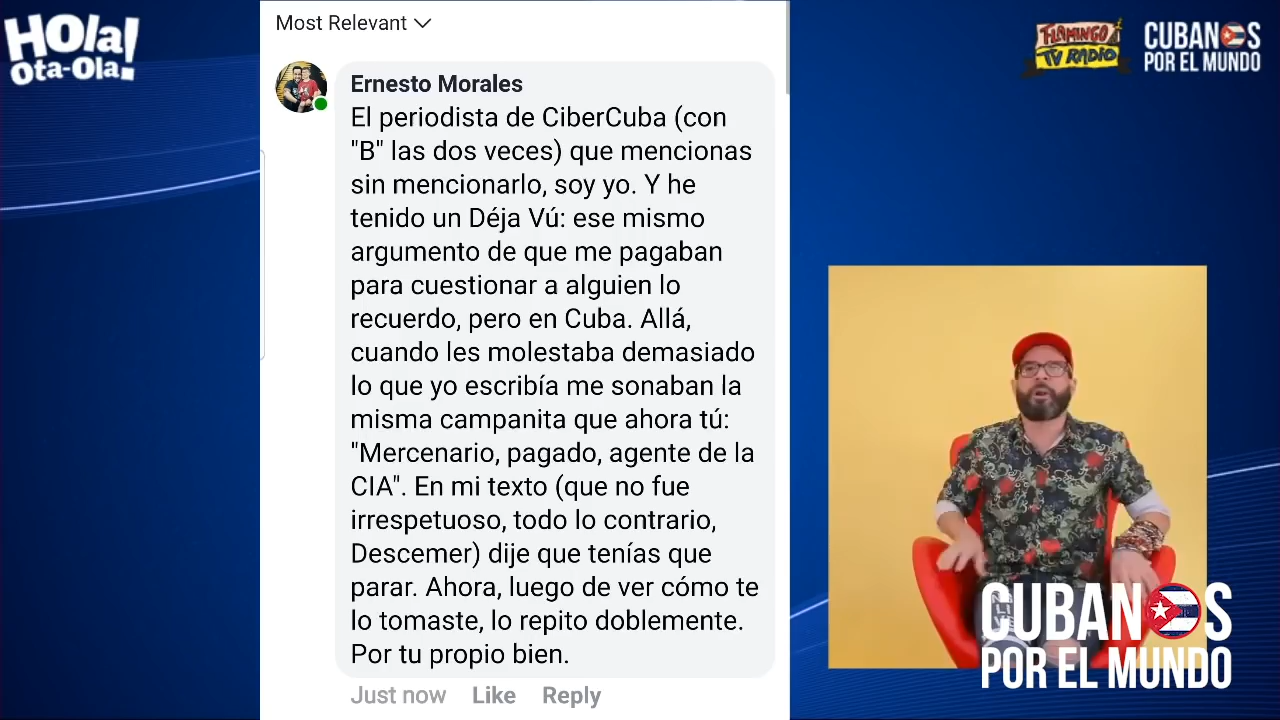 HOla!
Ota-Ola!
Most Relevant
Ernesto Morales
El periodista de CiberCuba (con
"B" las dos veces) que mencionas
sin mencionarlo, soy yo. Y he
tenido un Déja Vú: ese mismo
argumento de que me pagaban
para cuestionar a alguien lo
recuerdo, pero en Cuba. Allá,
cuando les molestaba demasiado
lo que yo escribía me sonaban la
misma campanita que ahora tú:
"Mercenario, pagado, agente de la
CIA". En mi texto (que no fue
irrespetuoso, todo lo contrario,
Descemer) dije que tenías que
parar. Ahora, luego de ver cómo te
lo tomaste, lo repito doblemente.
Por tu propio bien.
Just now Like Reply
FLAMINGO
TV RADIO
CUBANOS
POR EL MUNDO
CUBANOS
POR EL MUNDO